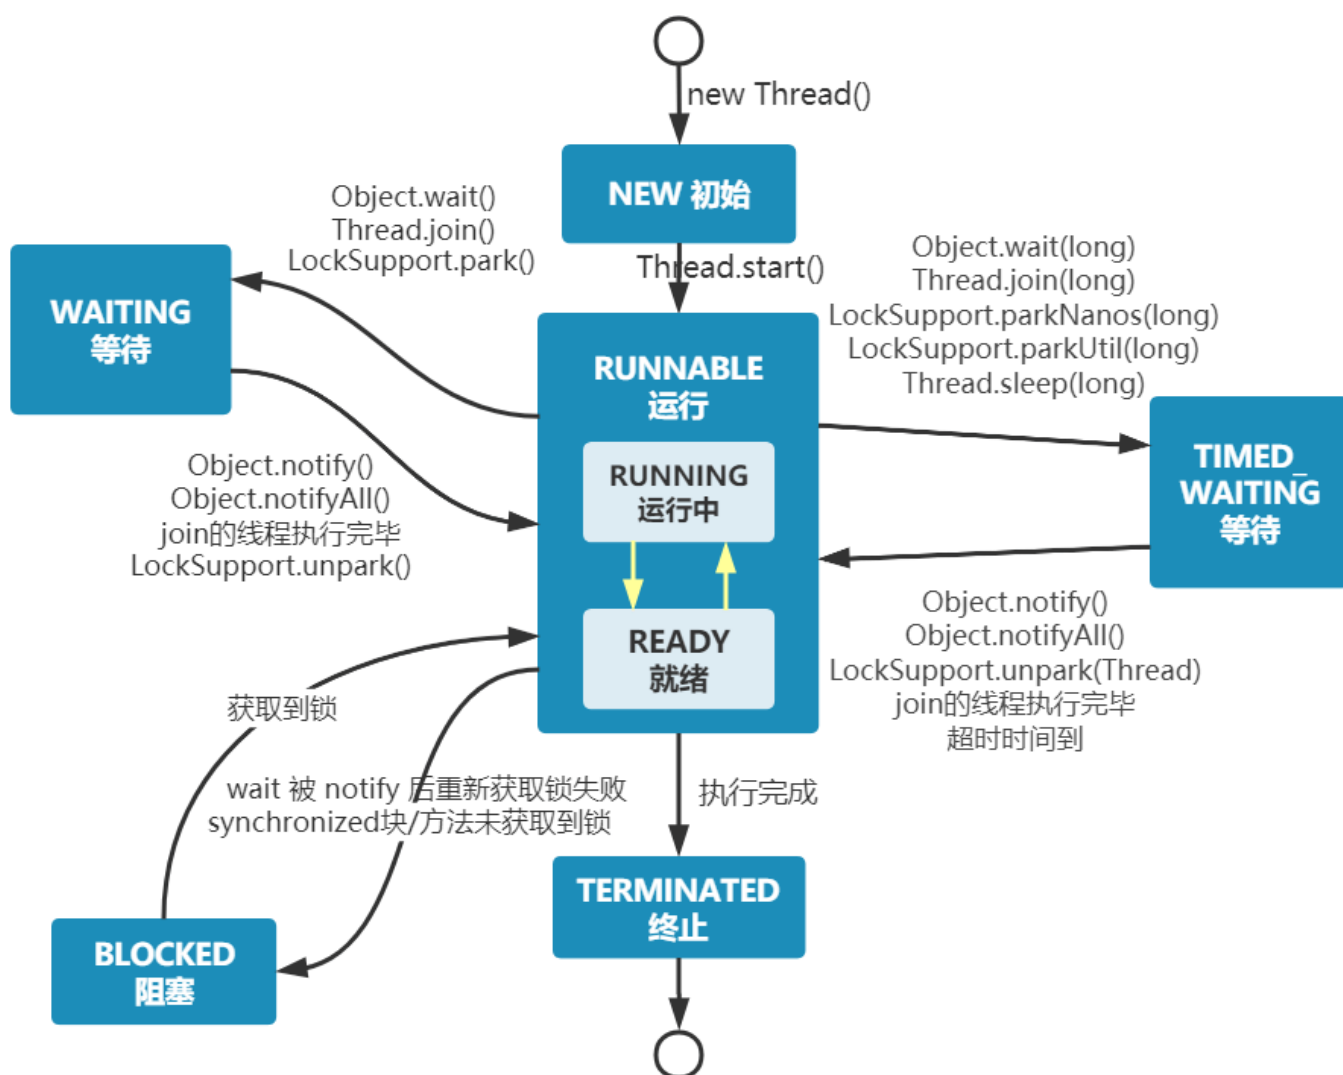 new Thread()
NEW 初始
Object.wait()
Thread.join()
LockSupport.park()
Thread.start()
Object.wait(long)
Thread.join(long)
LockSupport.parkNanos(long)
LockSupport.parkUtil(long)
Thread.sleep(long)
WAITING
等待
RUNNABLE
运行
RUNNING
运行中
READY
就绪
TIMED_
WAITING
等待
Object.notify()
Object.notifyAll()
join的线程执行完毕
LockSupport.unpark()
Object.notify()
Object.notifyAll()
LockSupport.unpark(Thread)
join的线程执行完毕
超时时间到
获取到锁
wait 被 notify 后重新获取锁失败
synchronized块/方法未获取到锁
执行完成
TERMINATED
终止
BLOCKED
阻塞